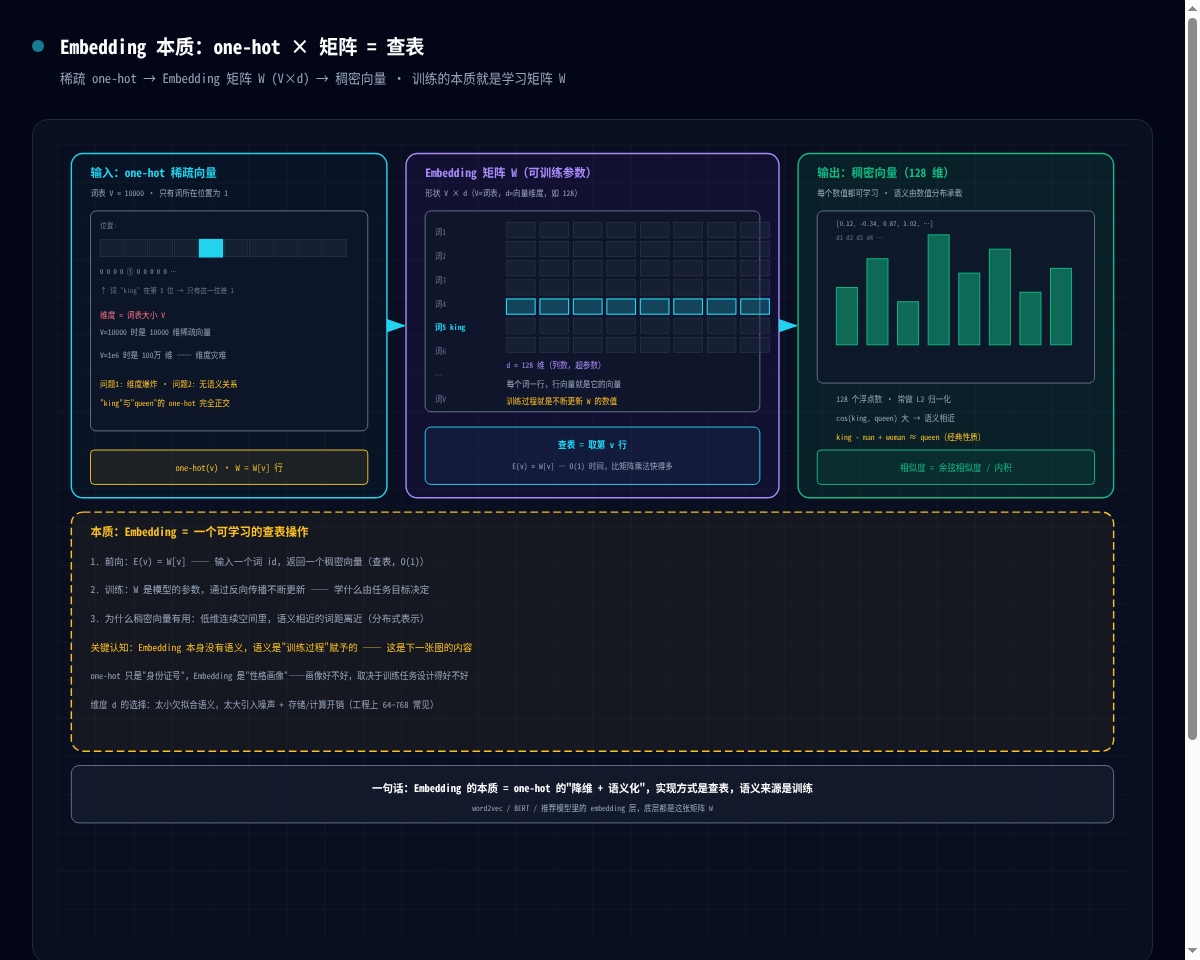 Embedding 本质: one-hot × 矩阵 = 查表
稀疏 one-hot → Embedding 矩阵 W (V×d) → 稠密向量 · 训练的本质就是学习矩阵 W
输入: one-hot 稀疏向量
词表 V = 10000 · 只有词所在位置为 1
位置:
0 0 0 0 ① 0 0 0 0 0 ⋯
↑ 词 "king" 在第 5 位 → 只有这一位是 1
维度 = 词表大小 V
V=10000 时是 10000 维稀疏向量
V=1e6 时是 100万 维 —— 维度灾难
问题1: 维度爆炸 · 问题2: 无语义关系
"king"与"queen"的 one-hot 完全正交
one-hot(v) · W = W[v] 行
Embedding 矩阵 W (可训练参数)
形状 V × d (V=词表, d=向量维度, 如 128)
词1
词2
词3
词4
词5 king
词6
⋯
词V
d = 128 维 (列数, 超参数)
每个词一行, 行向量就是它的向量
训练过程就是不断更新 W 的数值
查表 = 取第 v 行
E(v) = W[v] — O(1) 时间, 比矩阵乘法快得多
输出: 稠密向量 (128 维)
每个数值都可学习 · 语义由数值分布承载
[0.12, -0.34, 0.87, 1.02, ⋯]
d1 d2 d3 d4 ⋯
128 个浮点数 · 常做 L2 归一化
cos(king, queen) 大 → 语义相近
king − man + woman ≈ queen (经典性质)
相似度 = 余弦相似度 / 内积
本质: Embedding = 一个可学习的查表操作
1. 前向: E(v) = W[v] —— 输入一个词 id, 返回一个稠密向量 (查表, O(1))
2. 训练: W 是模型的参数, 通过反向传播不断更新 —— 学什么由任务目标决定
3. 为什么稠密向量有用: 低维连续空间里, 语义相近的词距离近 (分布式表示)
关键认知: Embedding 本身没有语义, 语义是"训练过程"赋予的 —— 这是下一张图的内容
one-hot 只是"身份证号", Embedding 是"性格画像"——画像好不好, 取决于训练任务设计得好不好
维度 d 的选择: 太小欠拟合语义, 太大引入噪声 + 存储/计算开销 (工程上 64~768 常见)
一句话: Embedding 的本质 = one-hot 的"降维 + 语义化", 实现方式是查表, 语义来源是训练
word2vec / BERT / 推荐模型里的 embedding 层, 底层都是这张矩阵 W